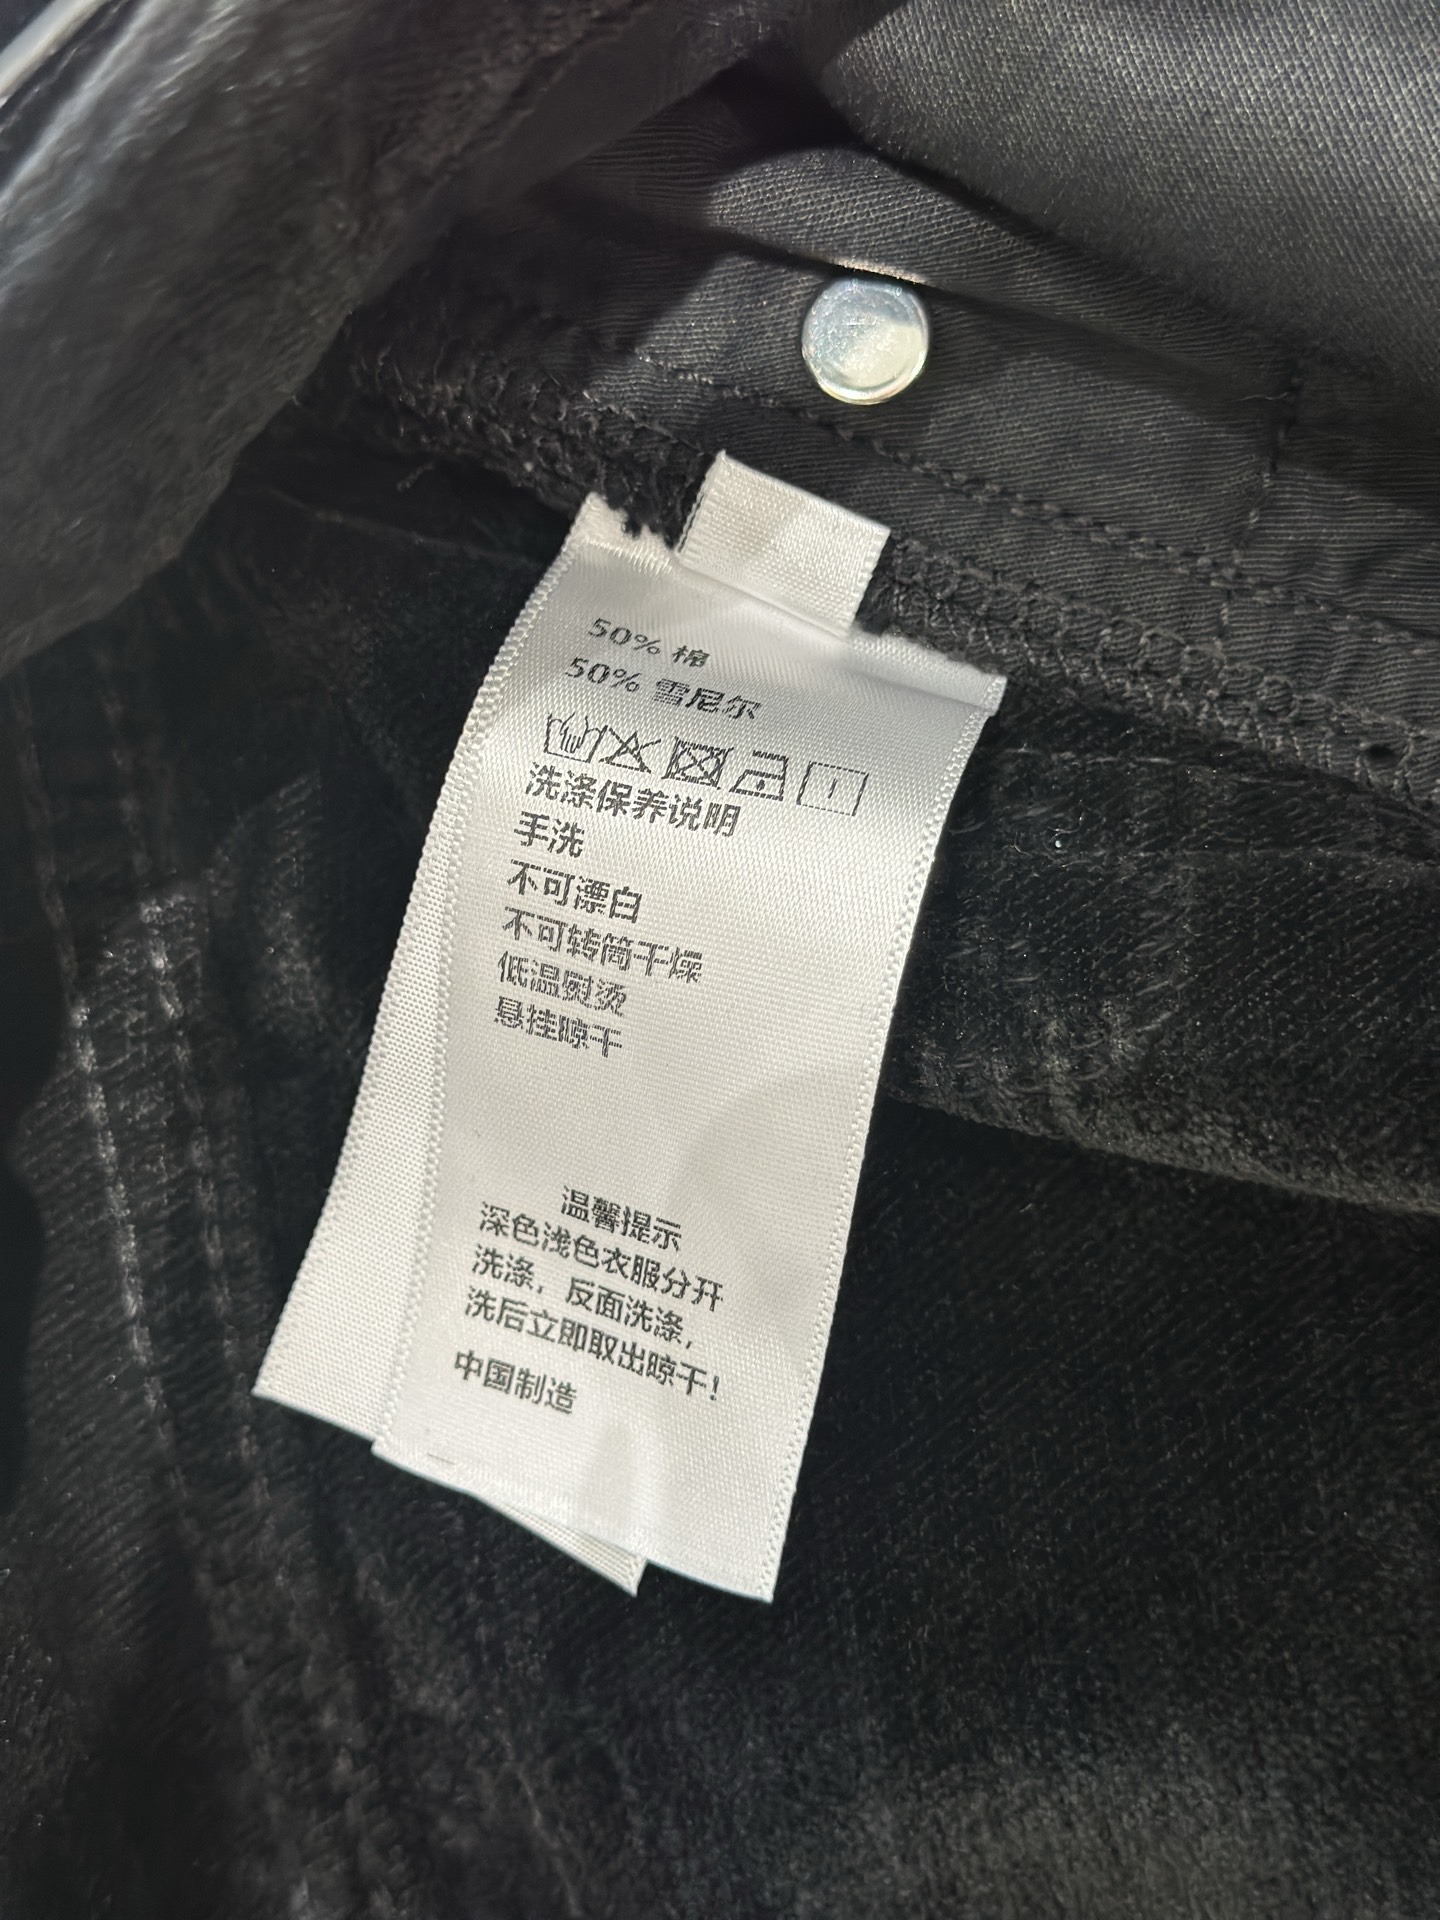 50% 棉
50% 雪尼尔
洗涤保养说明
手洗
不可漂白
不可转筒干燥
低温熨烫
悬挂晾干
温馨提示
深色浅色衣服分开
洗涤，反面洗涤，
洗后立即取出晾干！
中国制造